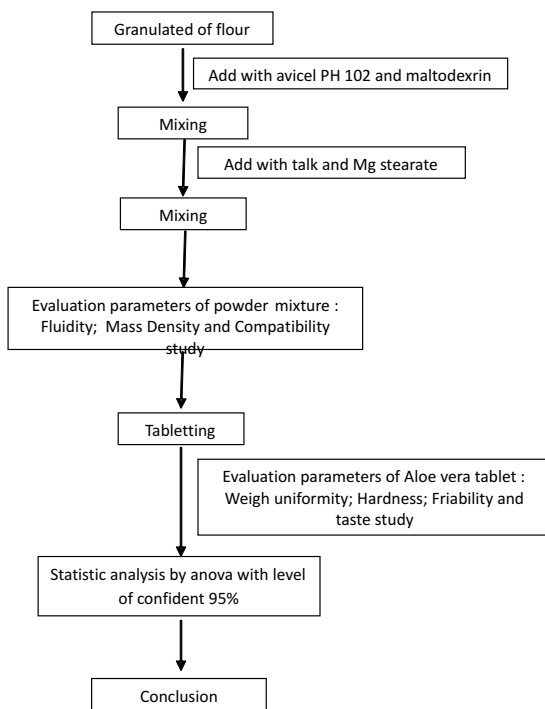 Granulated of flour
Add with avicel PH 102 and maltodexrin
Mixing
Add with talk and Mg stearate
Mixing
Evaluation parameters of powder mixture :
Fluidity; Mass Density and Compatibility
study
Tabletting
Evaluation parameters of Aloe vera tablet :
Weigh uniformity; Hardness; Friability and
taste study
Statistic analysis by anova with level
of confident 95%
Conclusion